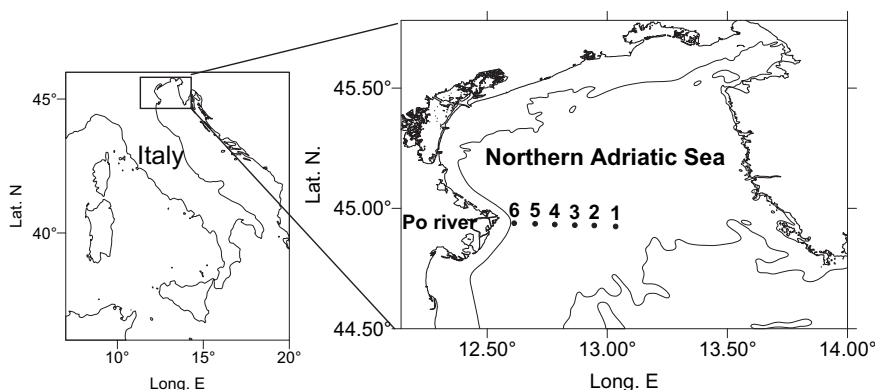 45°
40°
Lat. N
Italy
10°
15°
20°
Long. E
45.50°
45.00°
44.50°
Lat. N.
Northern Adriatic Sea
Po river
6 5 4 3 2 1
12.50°
13.00°
13.50°
14.00°
Long. E